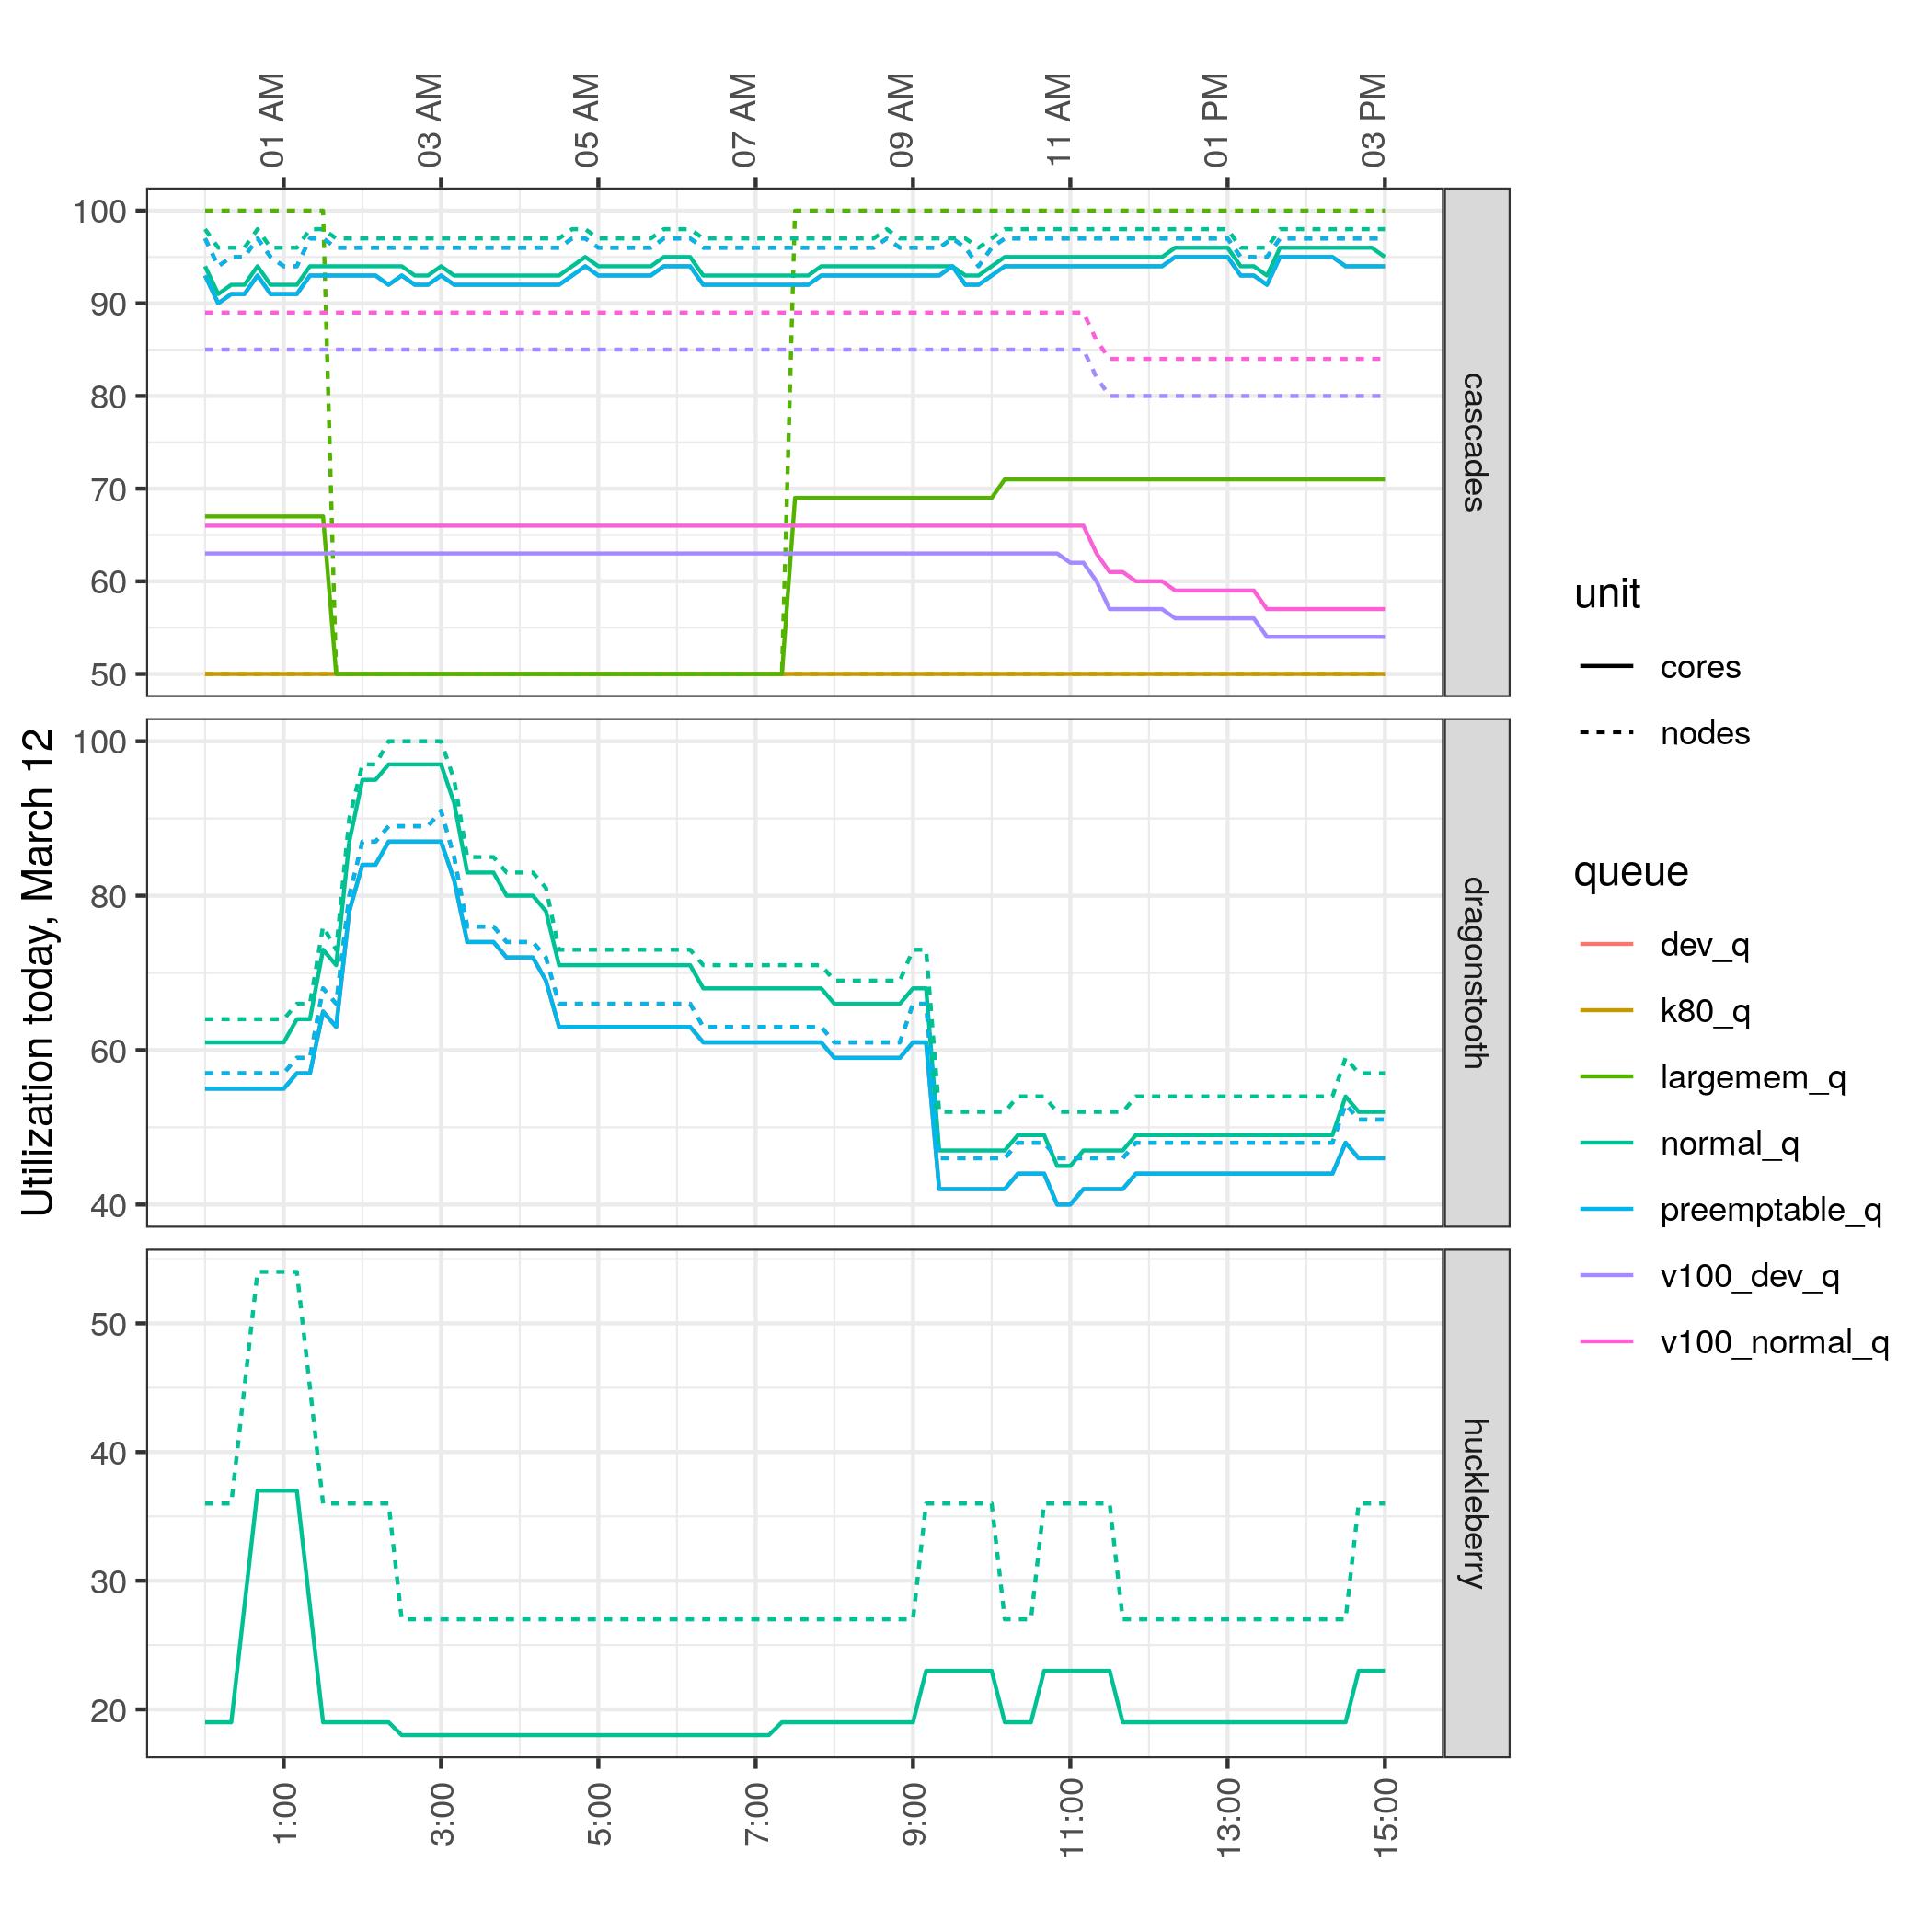 01 AM
03 AM
05 AM
07 AM
09 AM
11 AM
01 PM
03 PM
Utilization today, March 12
100
90
80
70
60
50
cascades
100
80
60
40
dragonstooth
50
40
30
20
huckleberry
1:00
3:00
5:00
7:00
9:00
11:00
13:00
15:00
unit
cores
nodes
queue
dev_q
k80_q
largemem_q
normal_q
preemptable_q
v100_dev_q
v100_normal_q